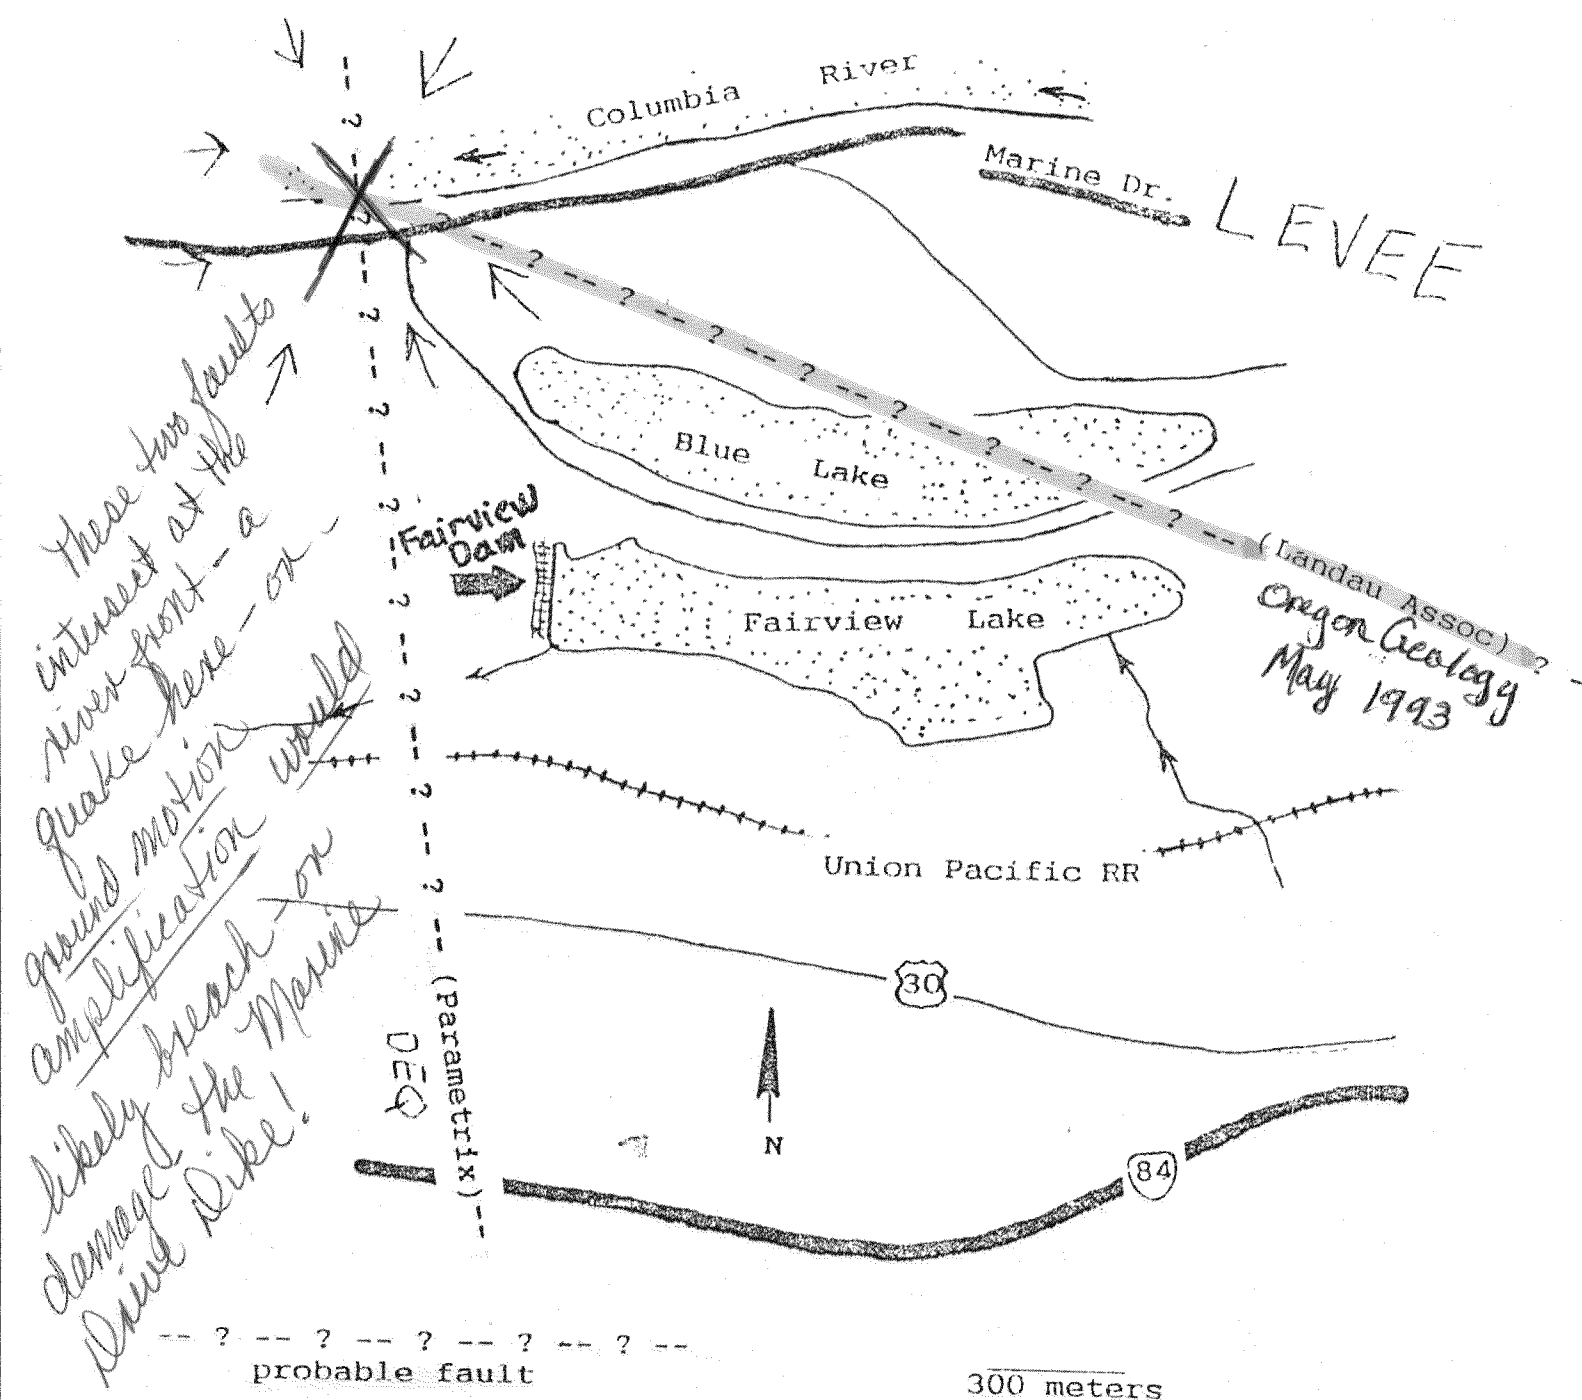 Columbia River
Marine Dr.
LEVEE
Blue Lake
Fairview
Dam
Fairview Lake
(Landau Assoc)
Oregon Geology
May 1993
These two faults
intersect at the
river front - a
quake here - on -
ground motion
amplification would
likely breach - on
damage the Marine
Drive Dike!
Union Pacific RR
30
DEQ
(Parametrix)
N
84
-- ? -- ? -- ? -- ? -- ? --
probable fault
300 meters